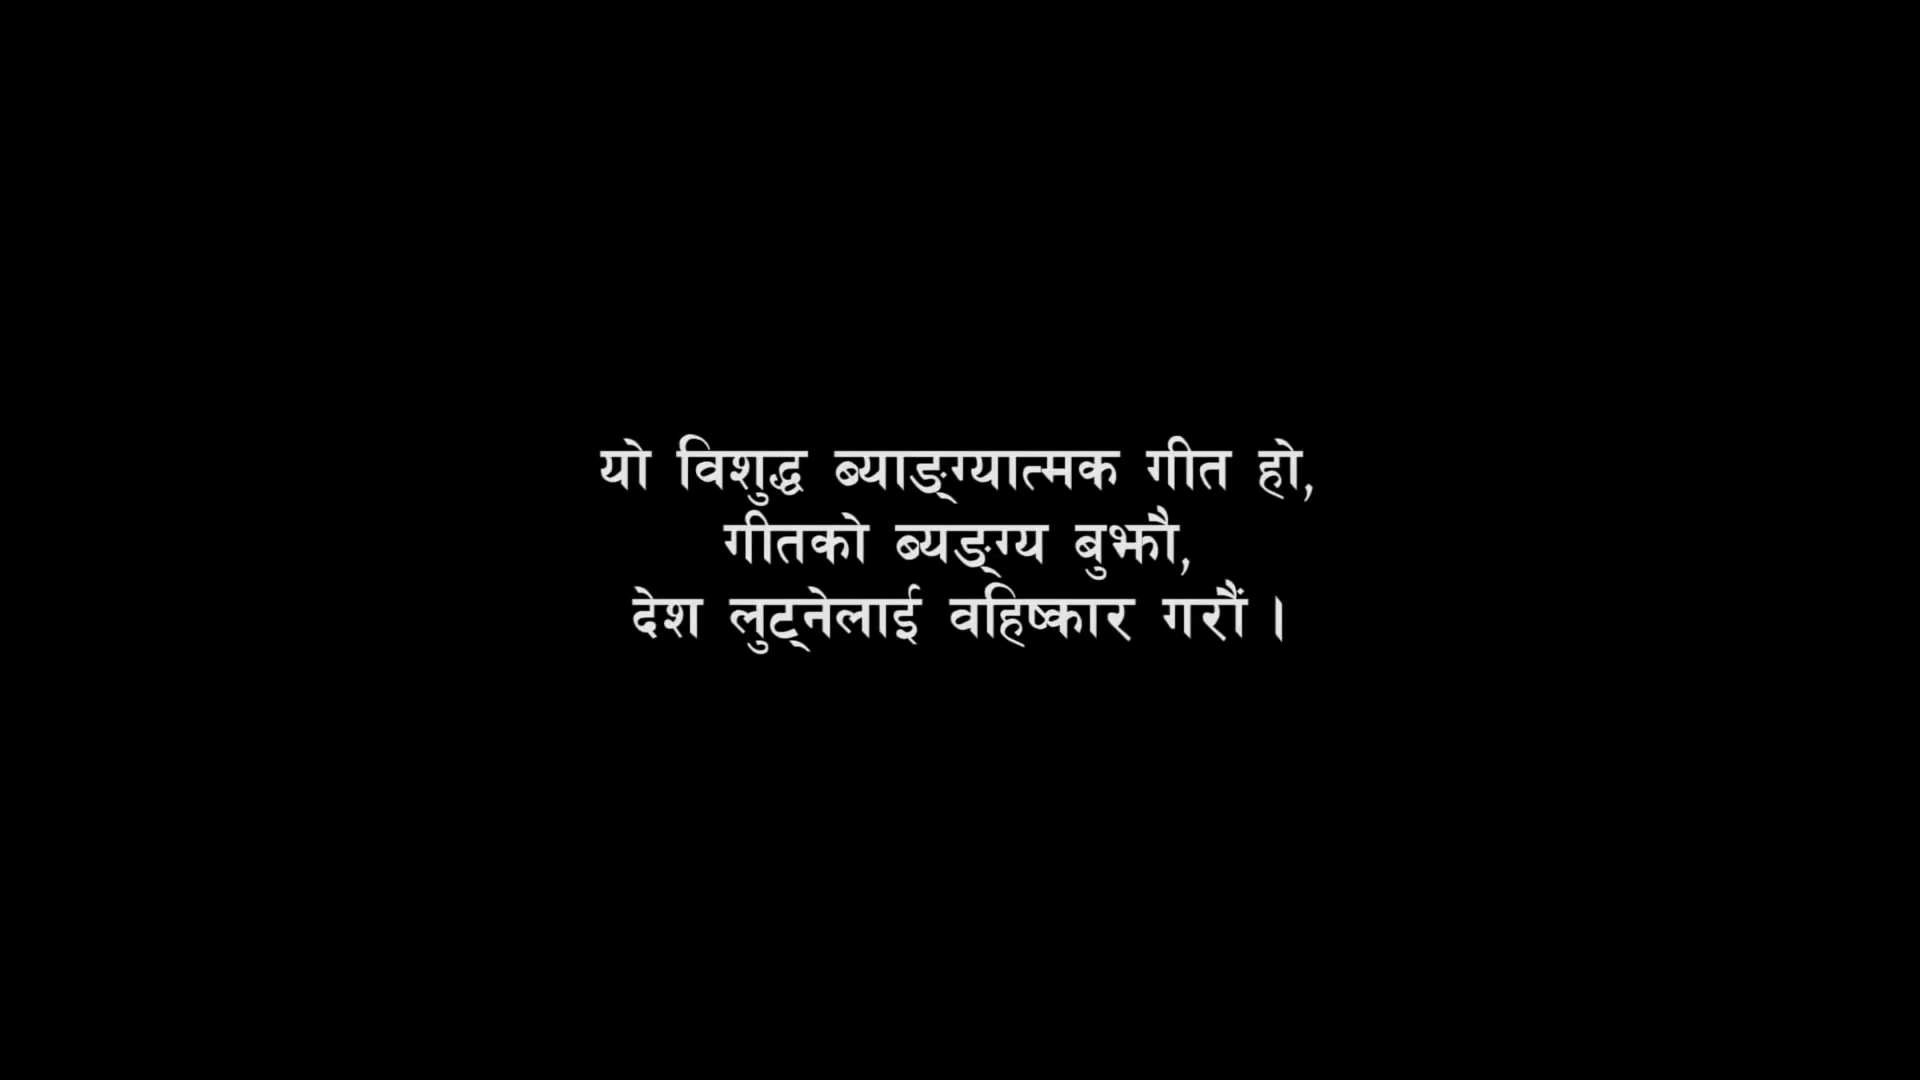 यो विशुद्ध ब्याङ्ग्यात्मक गीत हो,
गीतको ब्यङ्ग्य बुझौ,
देश लुट्नेलाई वहिष्कार गरौं ।